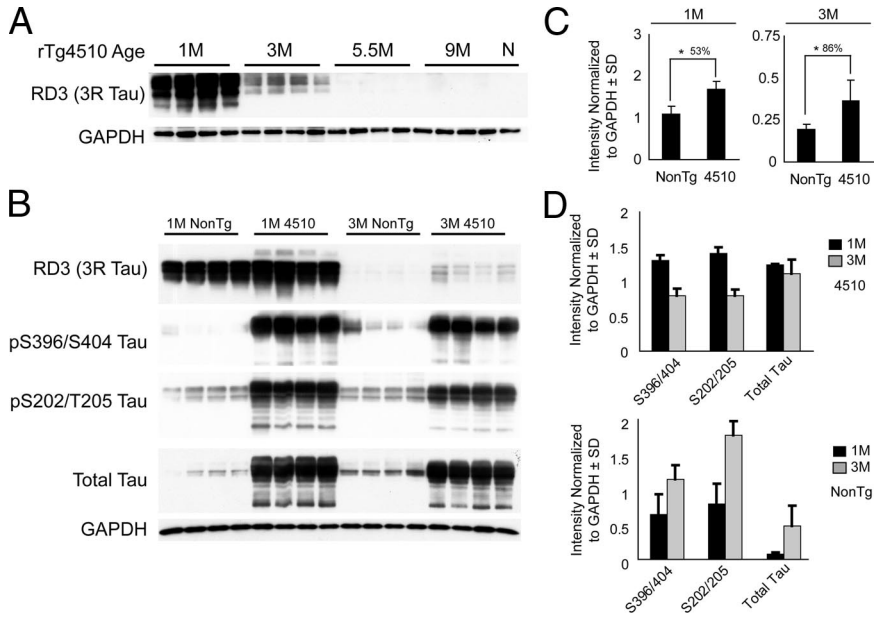 A
rTg4510 Age
1M 3M 5.5M 9M N
RD3 (3R Tau)
GAPDH
B
1M NonTg 1M 4510 3M NonTg 3M 4510
RD3 (3R Tau)
pS396/S404 Tau
pS202/T205 Tau
Total Tau
GAPDH
C
1M
Intensity Normalized
to GAPDH ± SD
3
2
1
0
* 53%
NonTg 4510
3M
0.75
0.25
0
* 86%
NonTg 4510
D
Intensity Normalized
to GAPDH ± SD
2
1.5
1
0.5
0
S396/404
S202/205
Total Tau
1M
3M
4510
Intensity Normalized
to GAPDH ± SD
2
1.5
1
0.5
0
S396/404
S202/205
Total Tau
1M
3M
NonTg